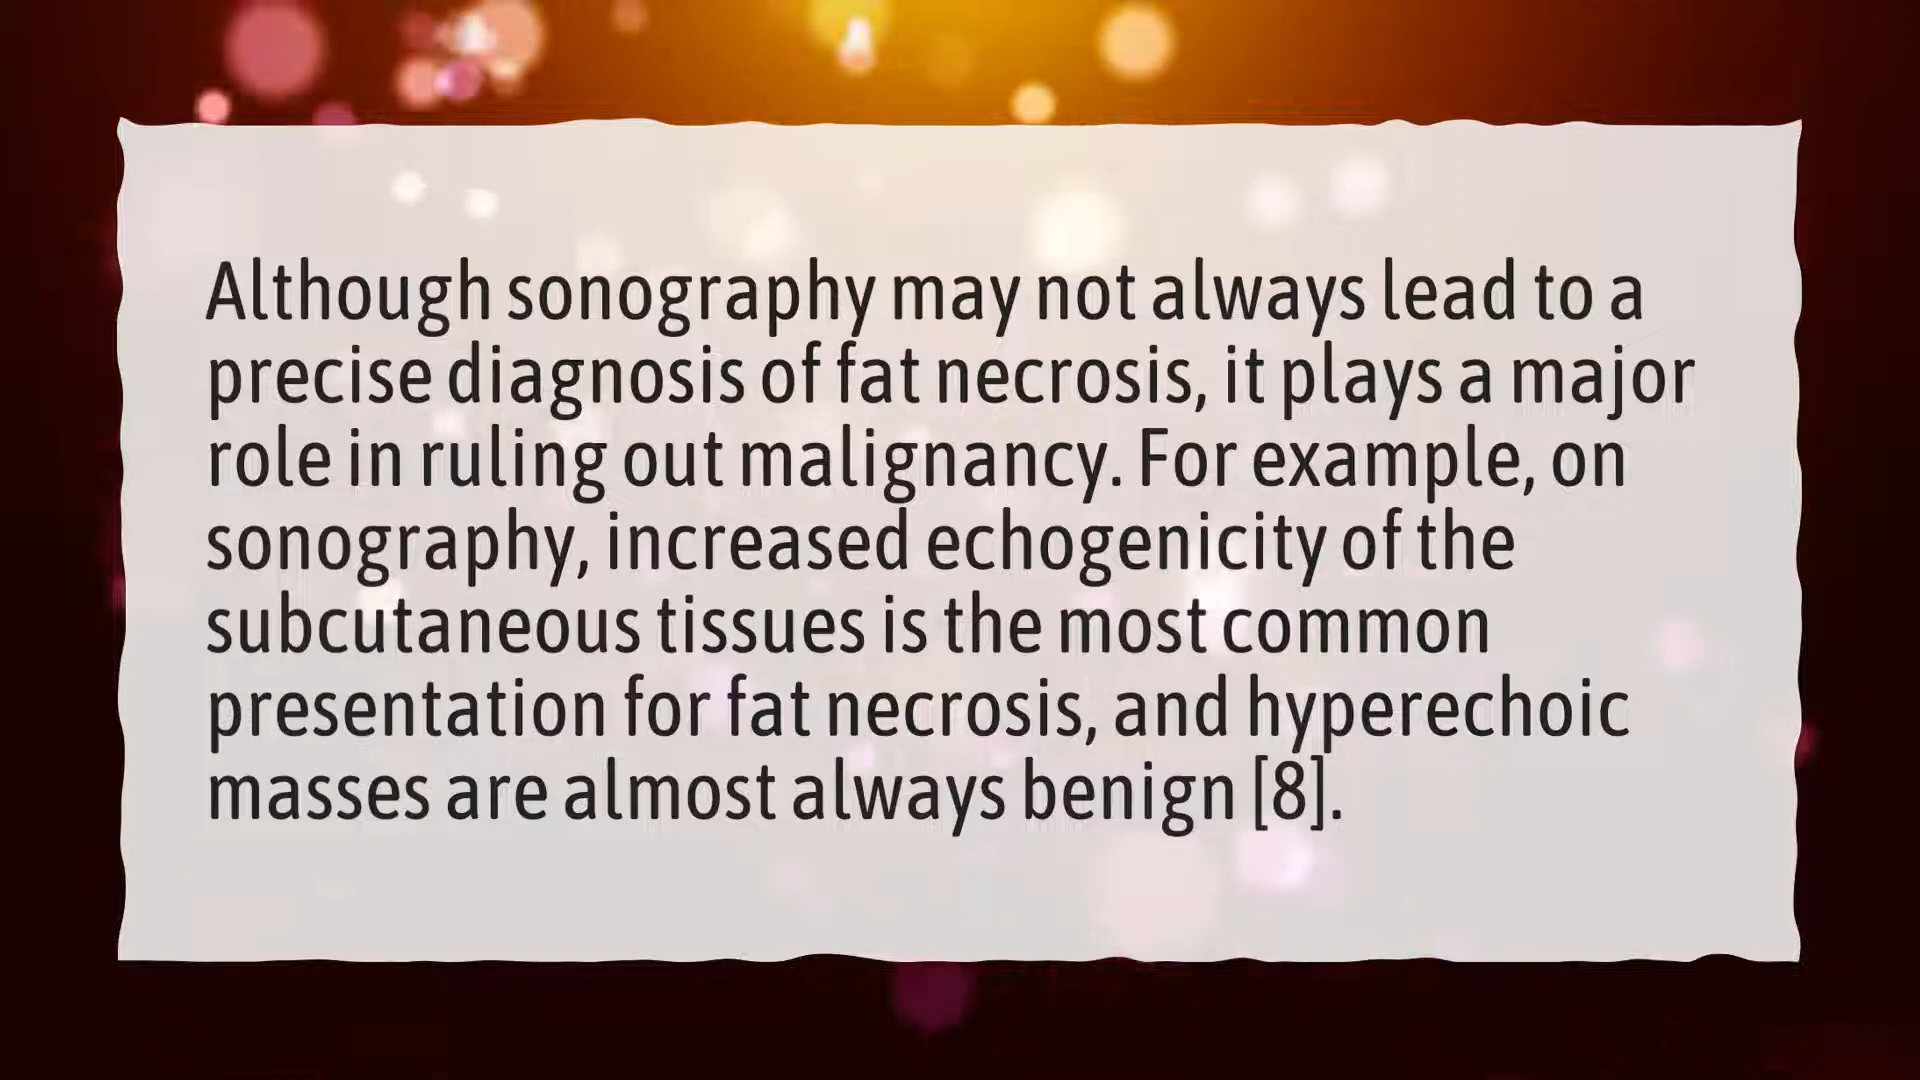 Although sonography may not always lead to a
precise diagnosis of fat necrosis, it plays a major
role in ruling out malignancy. For example, on
sonography, increased echogenicity of the
subcutaneous tissues is the most common
presentation for fat necrosis, and hyperechoic
masses are almost always benign [8].